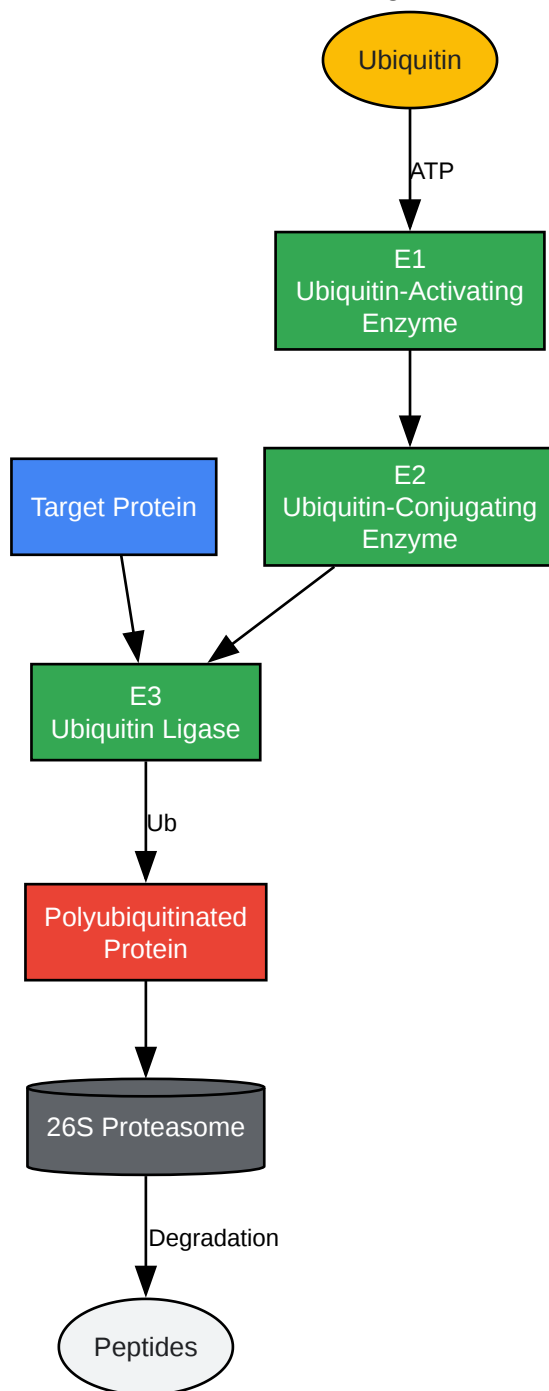 Ubiquitin
ATP
E1
Ubiquitin-Activating
Enzyme
Target Protein
E2
Ubiquitin-Conjugating
Enzyme
E3
Ubiquitin Ligase
Ub
Polyubiquitinated
Protein
26S Proteasome
Degradation
Peptides